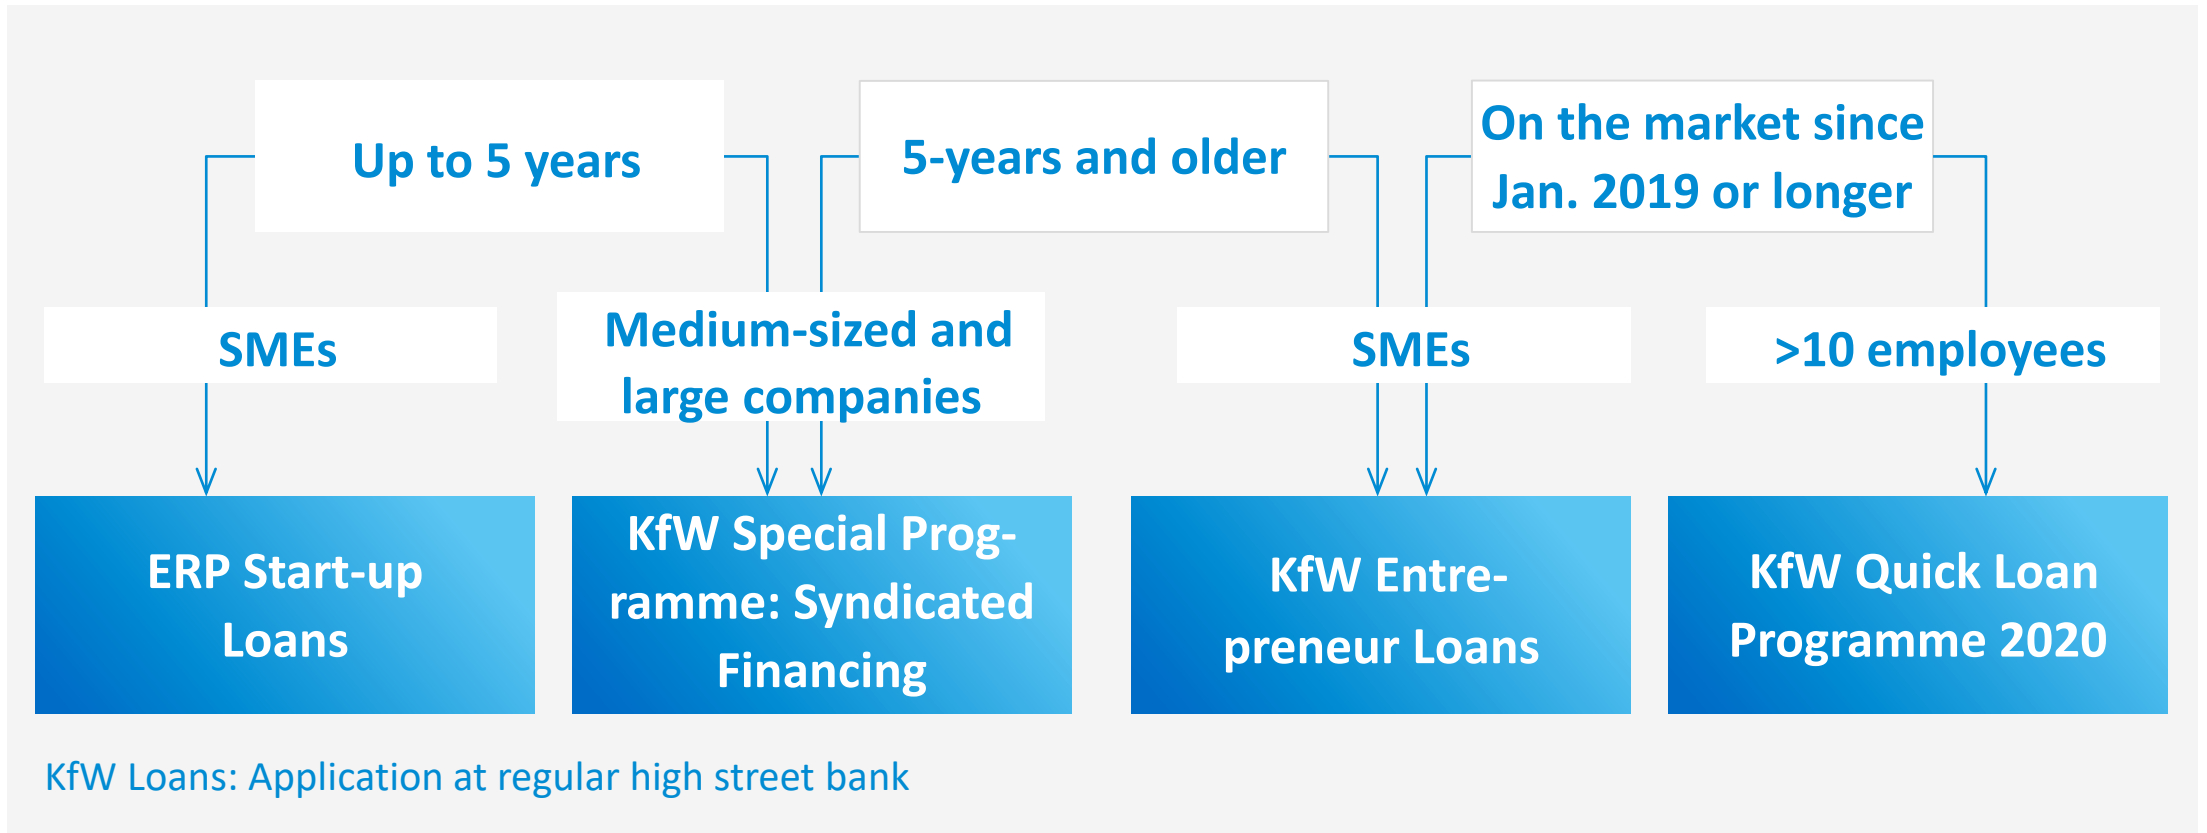 Up to 5 years
5-years and older
On the market since
Jan. 2019 or longer
SMEs
Medium-sized and
large companies
SMEs
>10 employees
ERP Start-up
Loans
KfW Special Prog-
ramme: Syndicated
Financing
KfW Entre-
preneur Loans
KfW Quick Loan
Programme 2020
KfW Loans: Application at regular high street bank